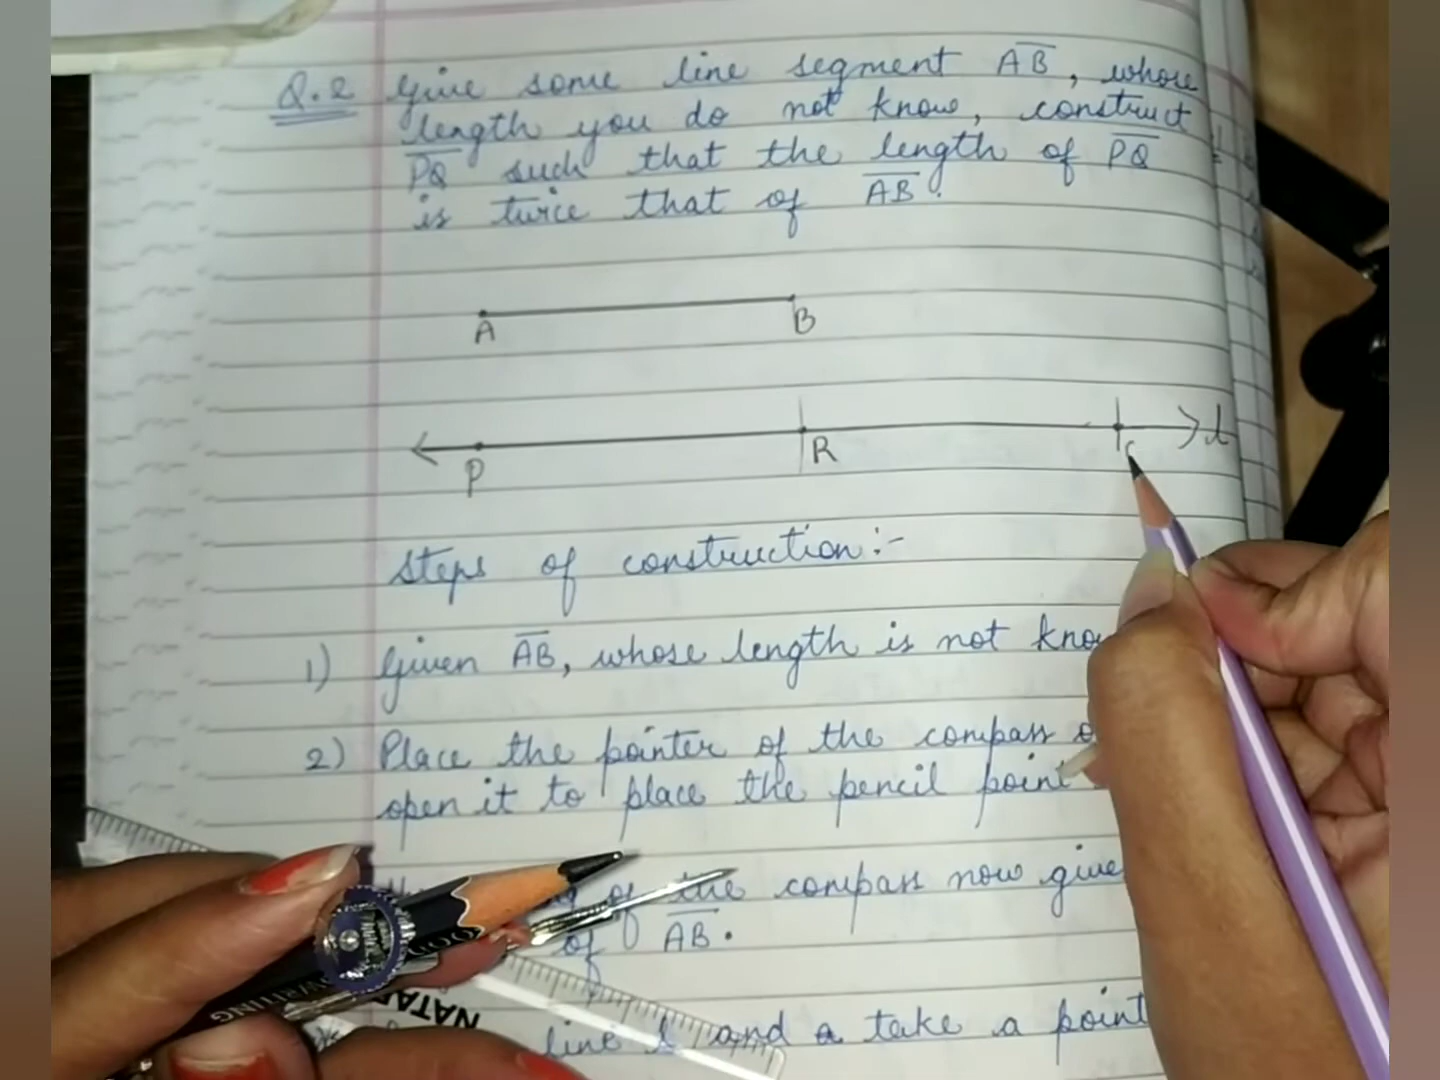 Q.2 Give some line segment AB, whose
length you do not know, construct
PQ such that the length of PQ
is twice that of AB.
A B
P R l
Steps of construction:-
1) Given AB, whose length is not
2) Place the pointer of the compass
open it to place the pencil point
of the compass now give
of AB.
line l and a take a point
NATAR